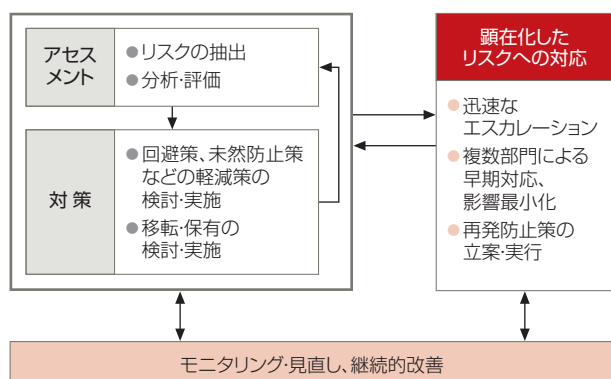 アセス
メント
●リスクの抽出
●分析・評価
対 策
●回避策、未然防止策
などの軽減策の
検討・実施
●移転・保有の
検討・実施
顕在化した
リスクへの対応
●迅速な
エスカレーション
●複数部門による
早期対応、
影響最小化
●再発防止策の
立案・実行
モニタリング・見直し、継続的改善